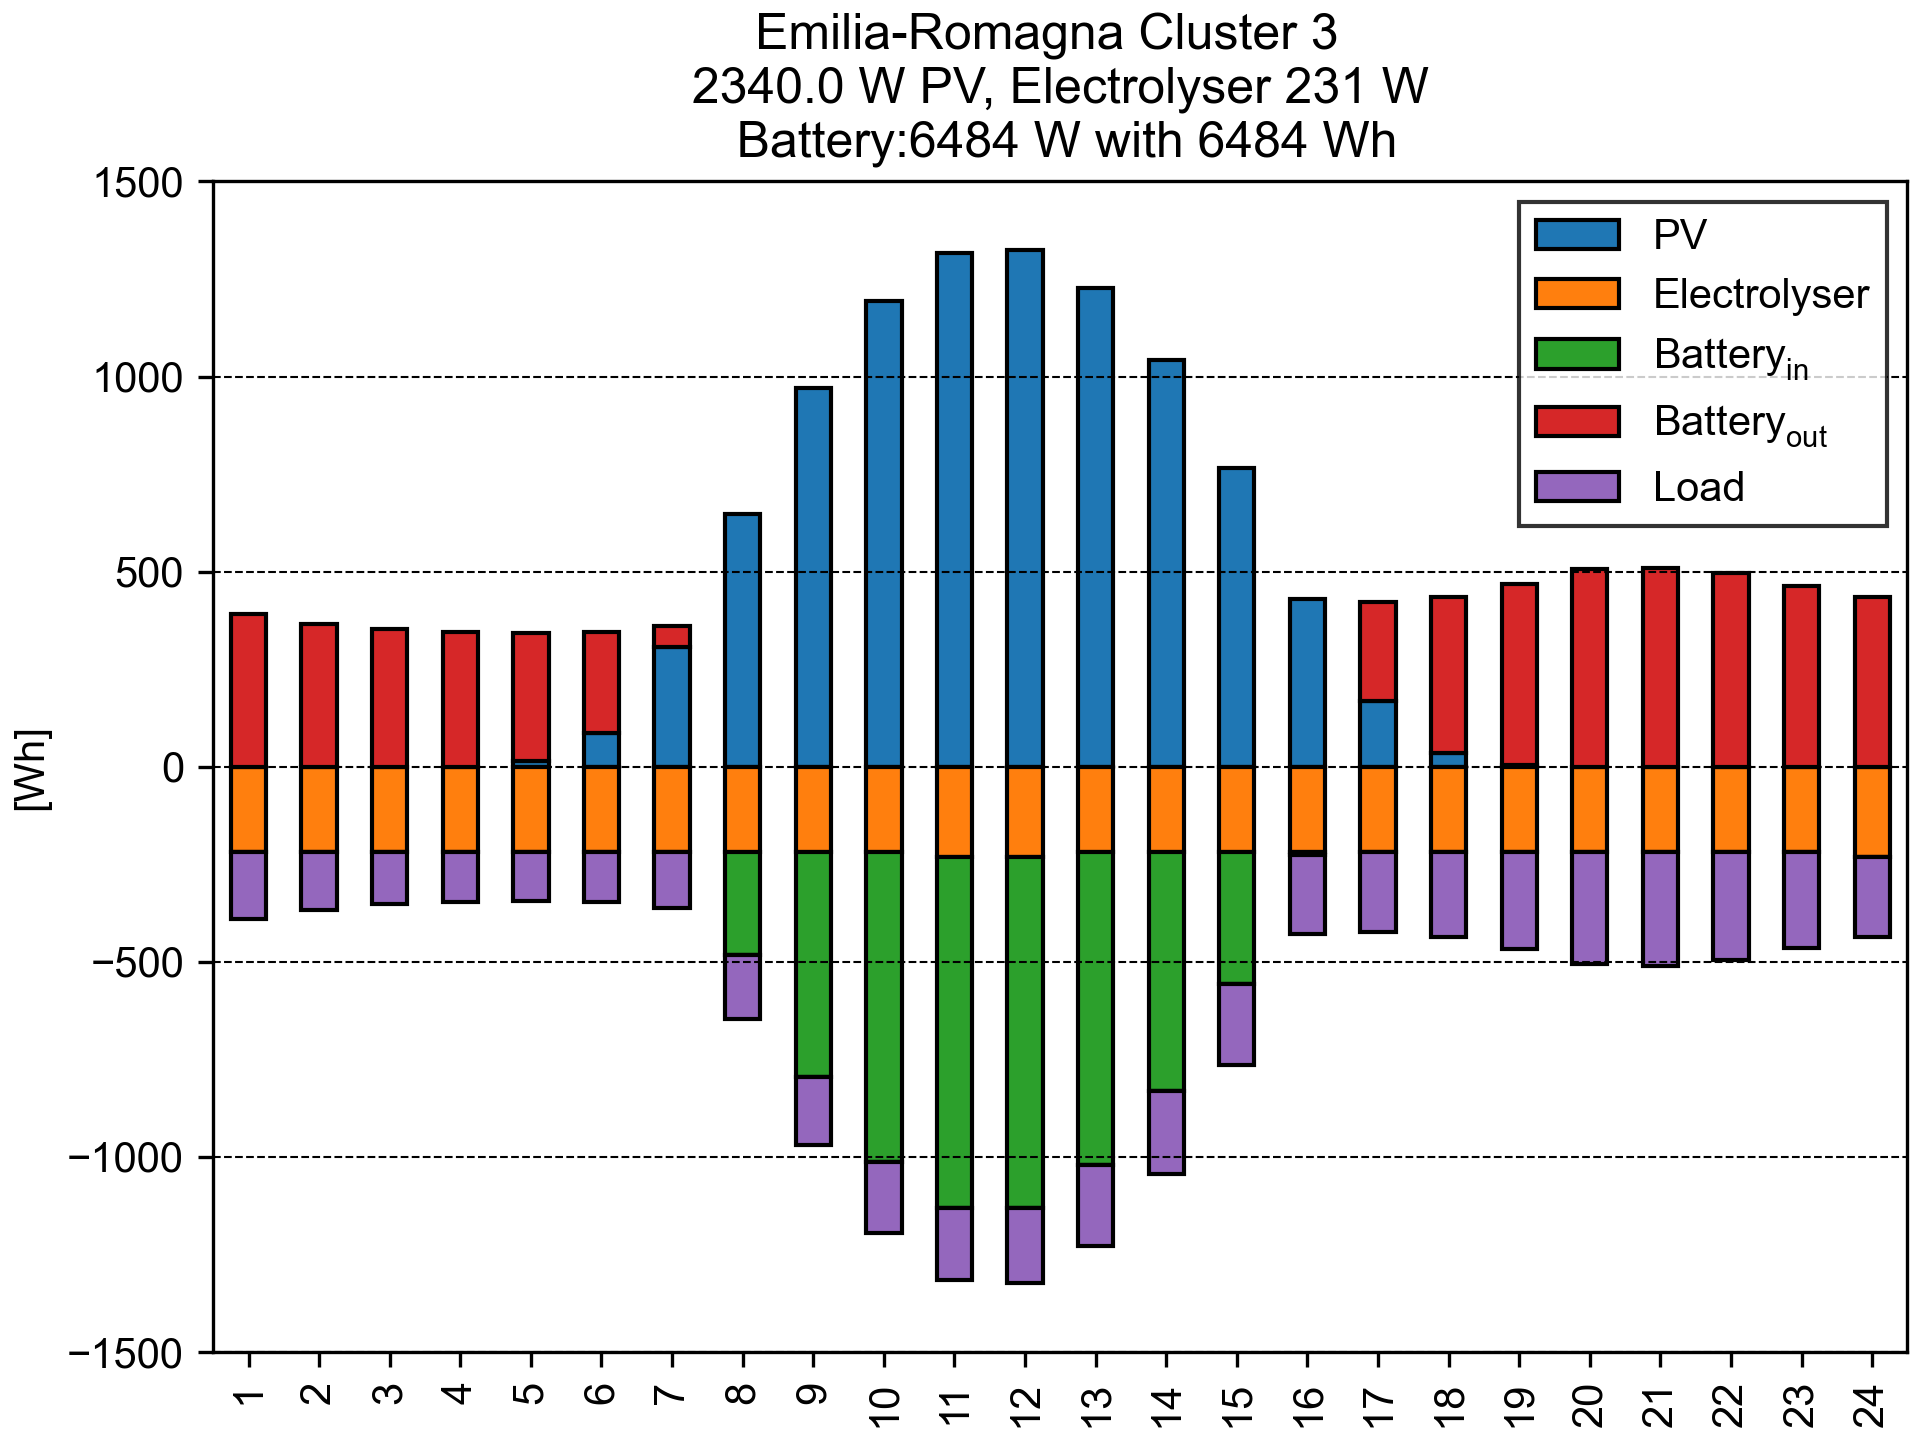 Emilia-Romagna Cluster 3
2340.0 W PV, Electrolyser 231 W
Battery:6484 W with 6484 Wh
1500
1000
500
0
−500
−1000
−1500
[Wh]
PV
Electrolyser
Battery_in
Battery_out
Load
1 2 3 4 5 6 7 8 9 10 11 12 13 14 15 16 17 18 19 20 21 22 23 24